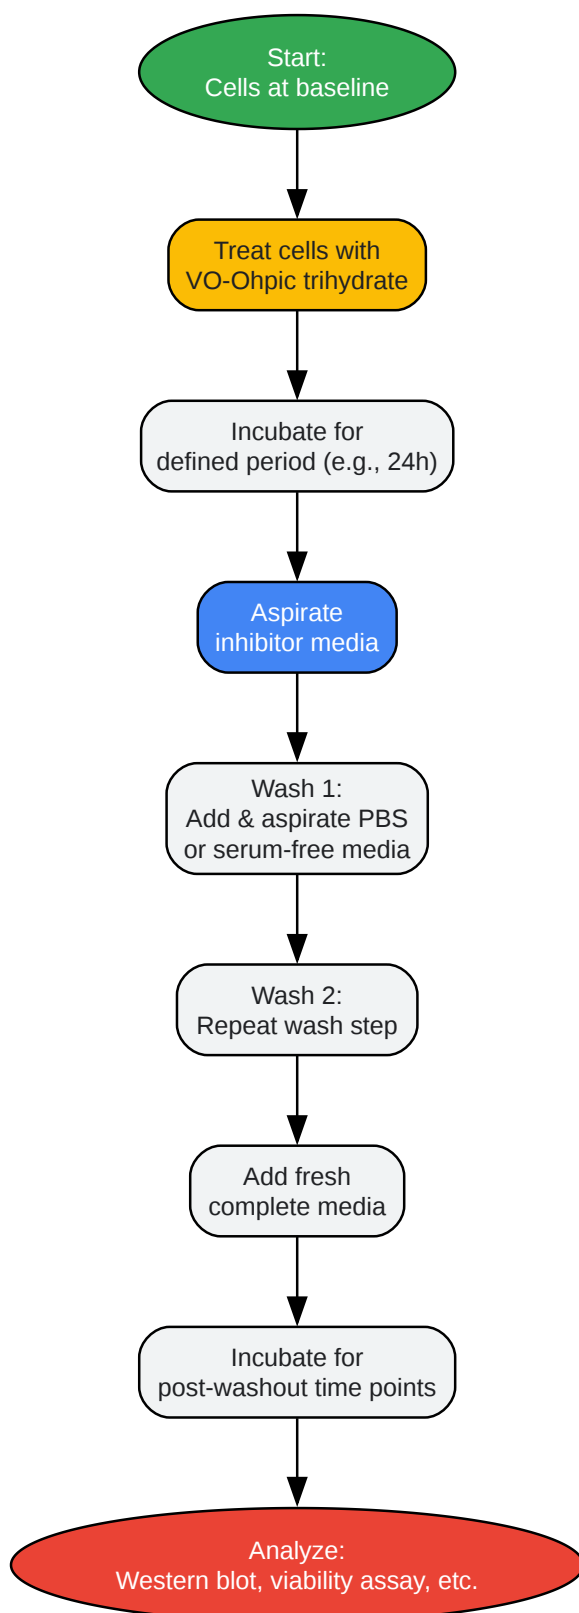 Start:
Cells at baseline
Treat cells with
VO-Ohpic trihydrate
Incubate for
defined period (e.g., 24h)
Aspirate
inhibitor media
Wash 1:
Add & aspirate PBS
or serum-free media
Wash 2:
Repeat wash step
Add fresh
complete media
Incubate for
post-washout time points
Analyze:
Western blot, viability assay, etc.